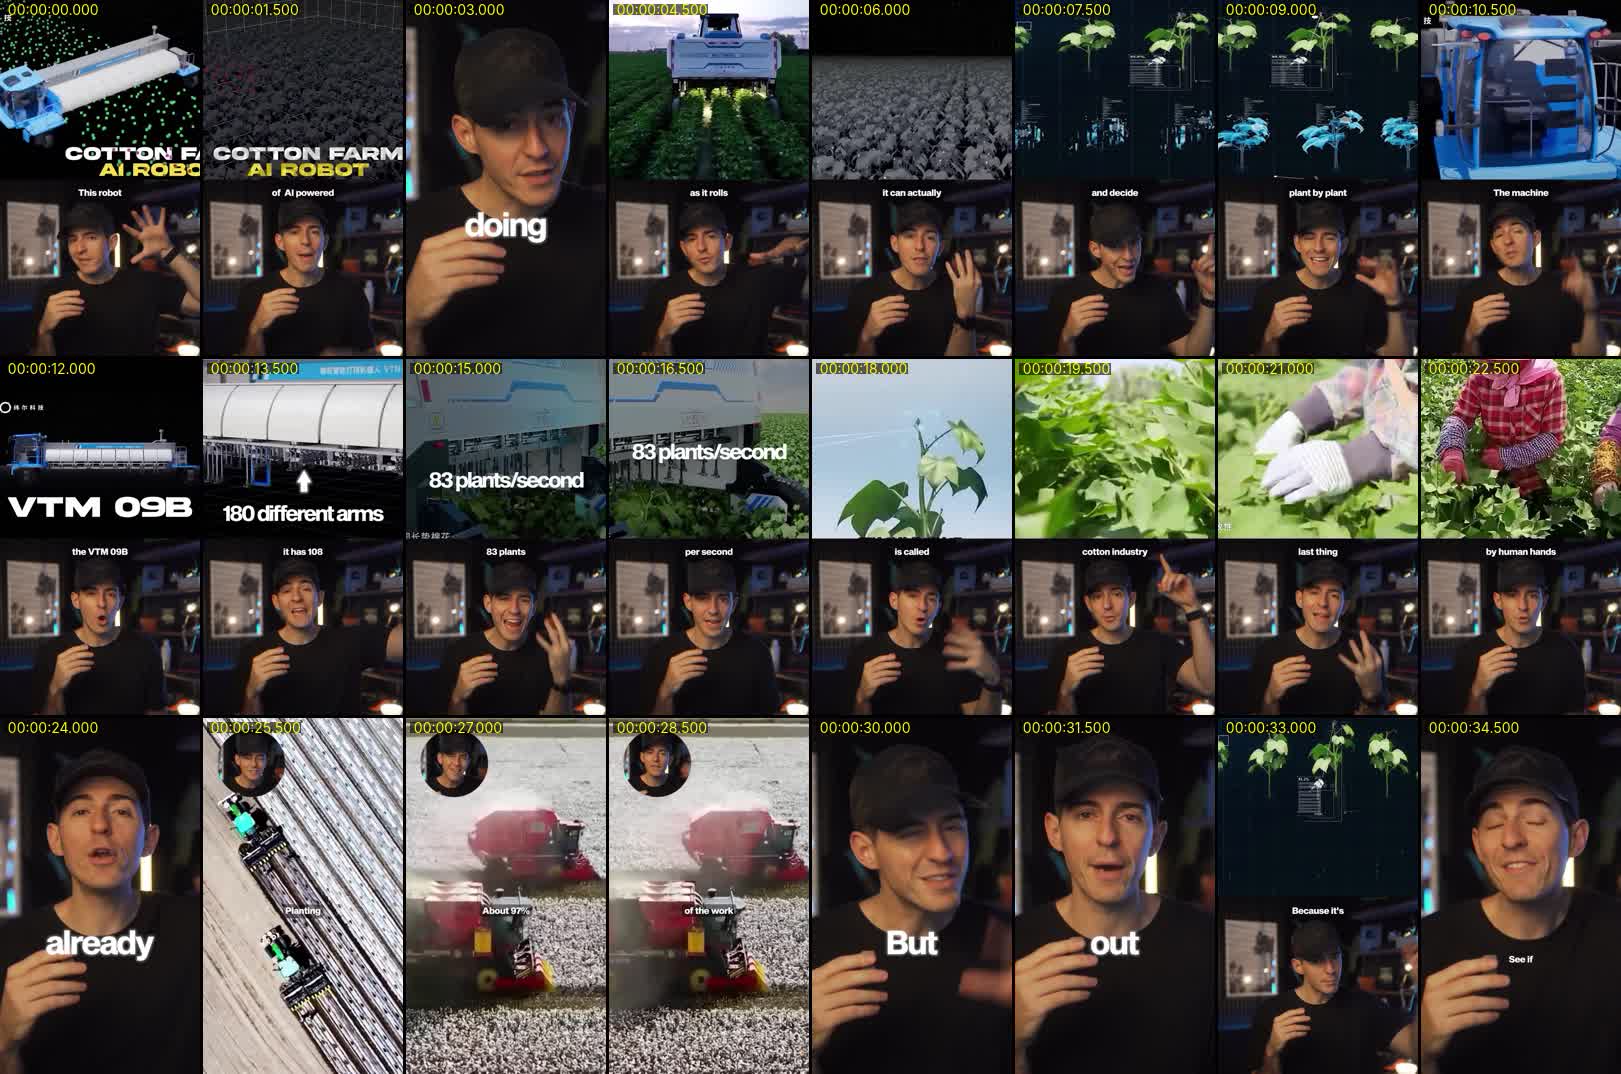 00:00:00.000
技
COTTON FA
AI ROBO
This robot
00:00:01.500
COTTON FARM
AI ROBOT
of AI powered
00:00:03.000
doing
00:00:04.500
as it rolls
00:00:06.000
it can actually
00:00:07.500
and decide
00:00:09.000
plant by plant
00:00:10.500
技
The machine
00:00:12.000
纬尔科技
VTM 09B
the VTM 09B
00:00:13.500
180 different arms
it has 108
00:00:15.000
83 plants/second
83 plants
00:00:16.500
83 plants/second
per second
00:00:18.000
is called
00:00:19.500
cotton industry
00:00:21.000
last thing
00:00:22.500
by human hands
00:00:24.000
already
00:00:25.500
Planting
00:00:27.000
About 97%
00:00:28.500
of the work
00:00:30.000
But
00:00:31.500
out
00:00:33.000
Because it's
00:00:34.500
See if